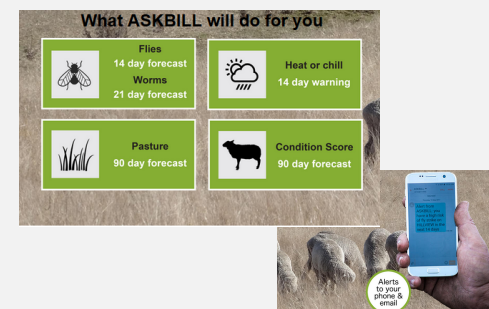 What ASKBILL will do for you
Flies
14 day forecast
Worms
21 day forecast
Heat or chill
14 day warning
Pasture
90 day forecast
Condition Score
90 day forecast
Alerts
to your
phone &
email